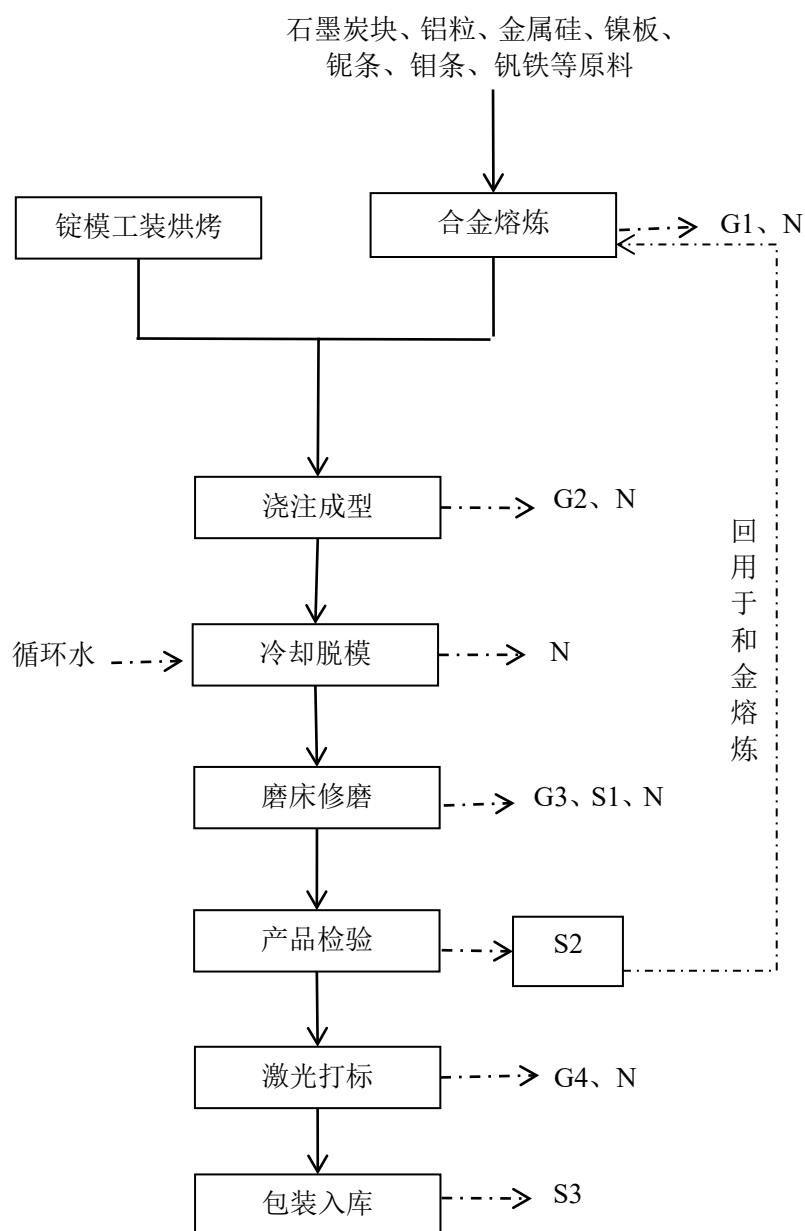 石墨炭块、铝粒、金属硅、镍板、
铌条、钼条、钒铁等原料
锭模工装烘烤
合金熔炼
G1、N
浇注成型
G2、N
回用于和金熔炼
循环水
冷却脱模
N
磨床修磨
G3、S1、N
产品检验
S2
激光打标
G4、N
包装入库
S3